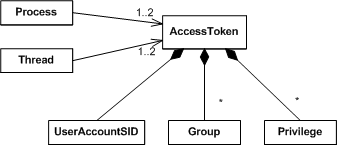 Process
1..2
AccessToken
Thread
1..2
*
*
UserAccountSID
Group
Privilege